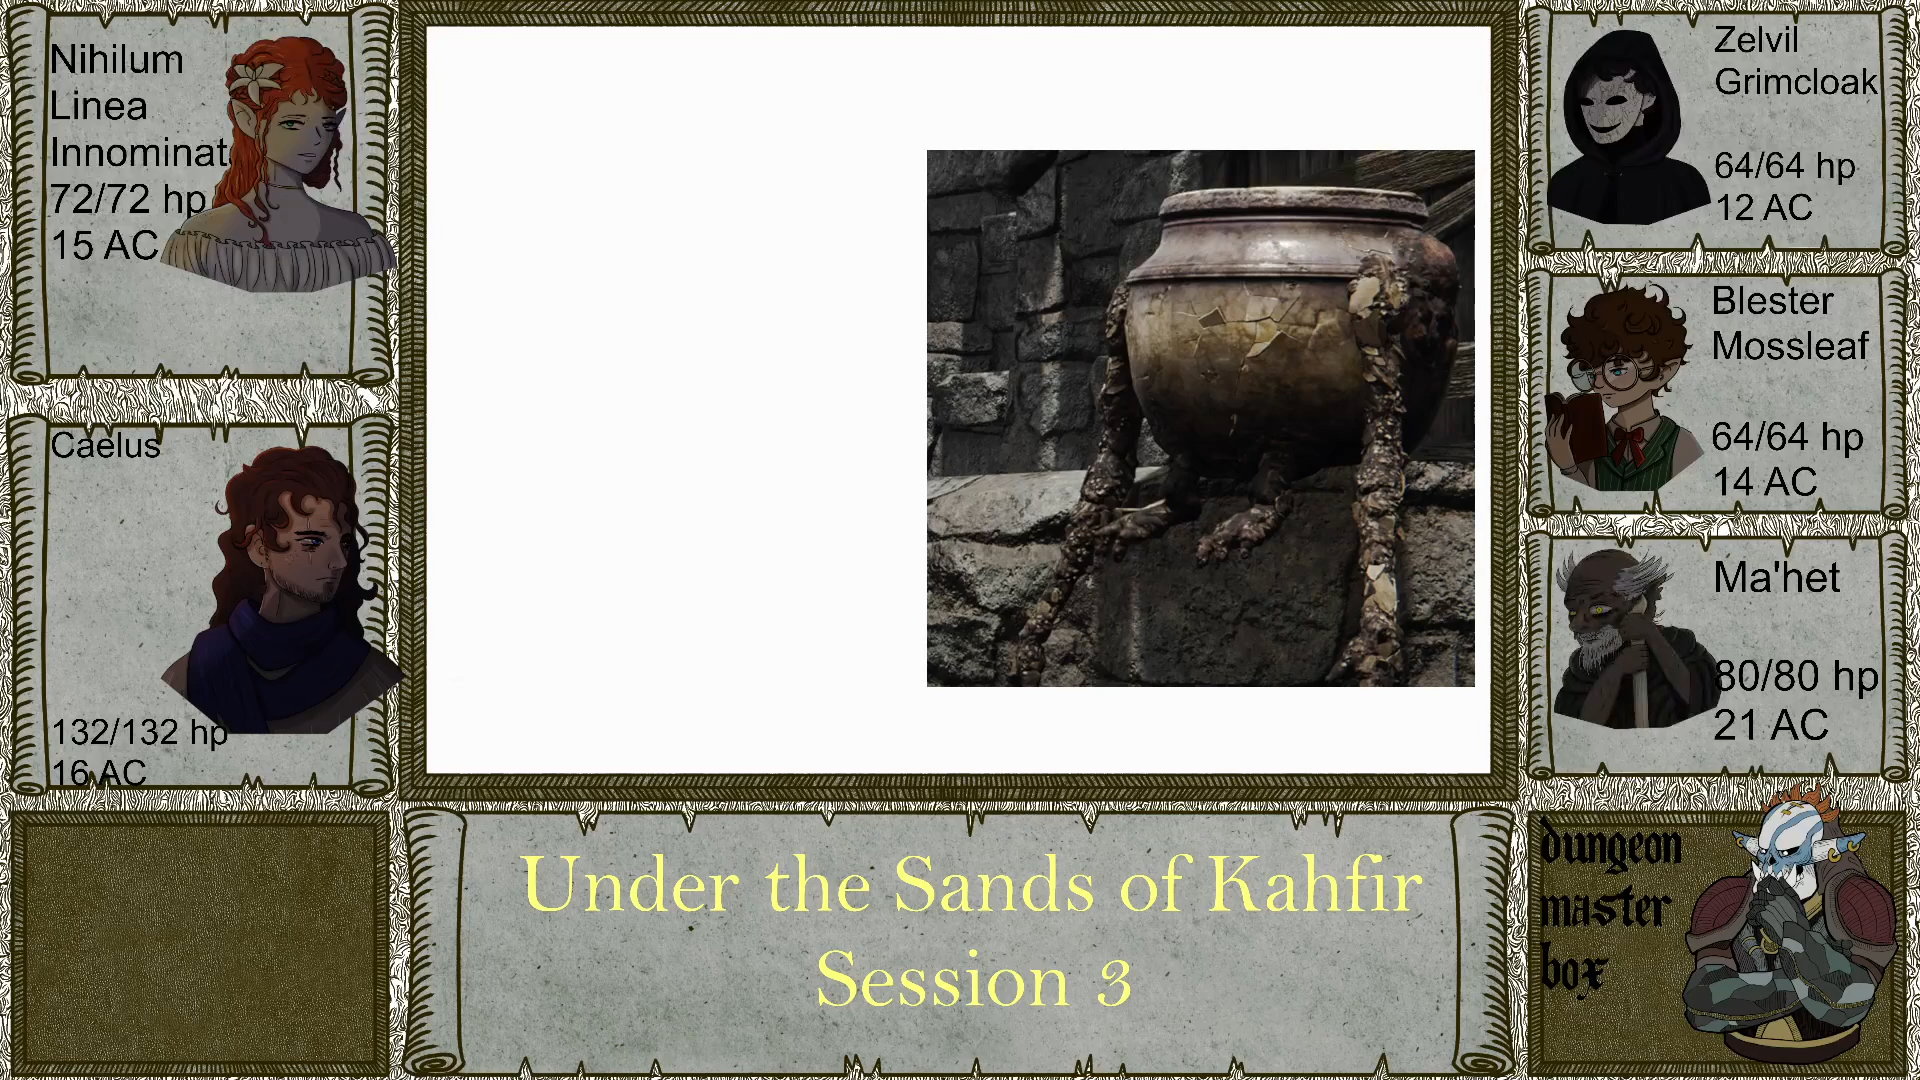 Nihilum
Linea
Innominat
72/72 hp
15 AC
Caelus
132/132 hp
16 AC
Zelvil
Grimcloak
64/64 hp
12 AC
Blester
Mossleaf
64/64 hp
14 AC
Ma'het
80/80 hp
21 AC
Under the Sands of Kahfir
Session 3
dungeon
master
box